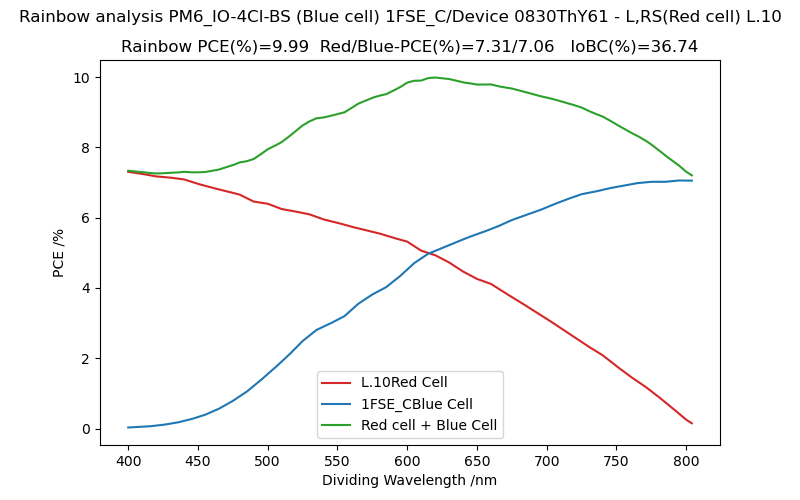 Rainbow analysis PM6_IO-4Cl-BS (Blue cell) 1FSE_C/Device 0830ThY61 - L,RS(Red cell) L.10
Rainbow PCE(%)=9.99  Red/Blue-PCE(%)=7.31/7.06   IoBC(%)=36.74
10
8
6
4
2
0
PCE /%
L.10Red Cell
1FSE_CBlue Cell
Red cell + Blue Cell
400 450 500 550 600 650 700 750 800
Dividing Wavelength /nm